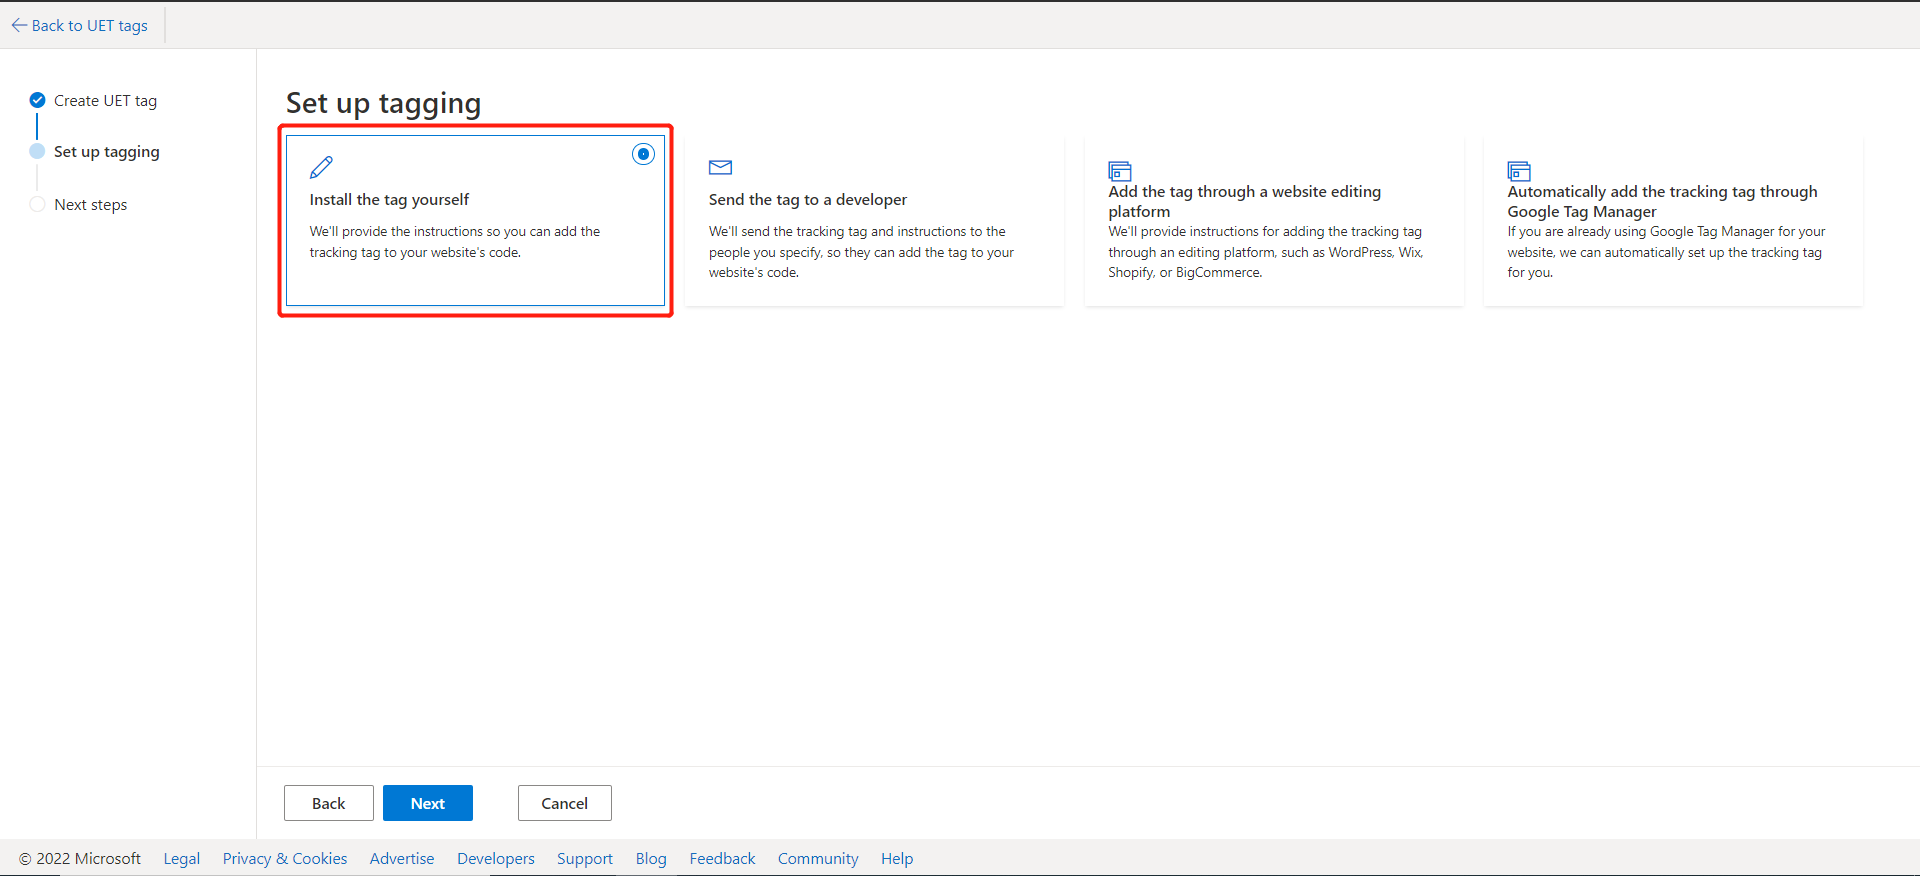 Back to UET tags
Create UET tag
Set up tagging
Next steps
Set up tagging
Install the tag yourself
We'll provide the instructions so you can add the
tracking tag to your website's code.
Send the tag to a developer
We'll send the tracking tag and instructions to the
people you specify, so they can add the tag to your
website's code.
Add the tag through a website editing
platform
We'll provide instructions for adding the tracking tag
through an editing platform, such as WordPress, Wix,
Shopify, or BigCommerce.
Automatically add the tracking tag through
Google Tag Manager
If you are already using Google Tag Manager for your
website, we can automatically set up the tracking tag
for you.
Back Next Cancel
© 2022 Microsoft Legal Privacy & Cookies Advertise Developers Support Blog Feedback Community Help